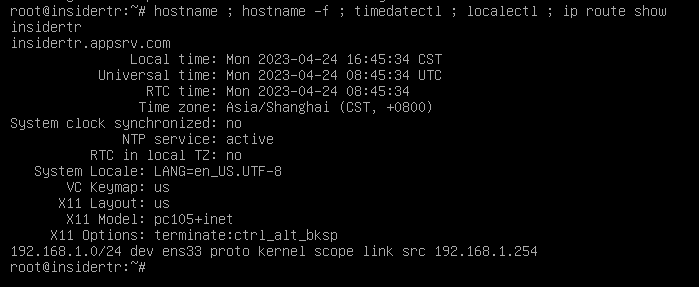 root@insidertr:~# hostname ; hostname -f ; timedatectl ; localectl ; ip route show
insidertr
insidertr.appsrv.com
Local time: Mon 2023-04-24 16:45:34 CST
Universal time: Mon 2023-04-24 08:45:34 UTC
RTC time: Mon 2023-04-24 08:45:34
Time zone: Asia/Shanghai (CST, +0800)
System clock synchronized: no
NTP service: active
RTC in local TZ: no
System Locale: LANG=en_US.UTF-8
VC Keymap: us
X11 Layout: us
X11 Model: pc105+inet
X11 Options: terminate:ctrl_alt_bksp
192.168.1.0/24 dev ens33 proto kernel scope link src 192.168.1.254
root@insidertr:~#